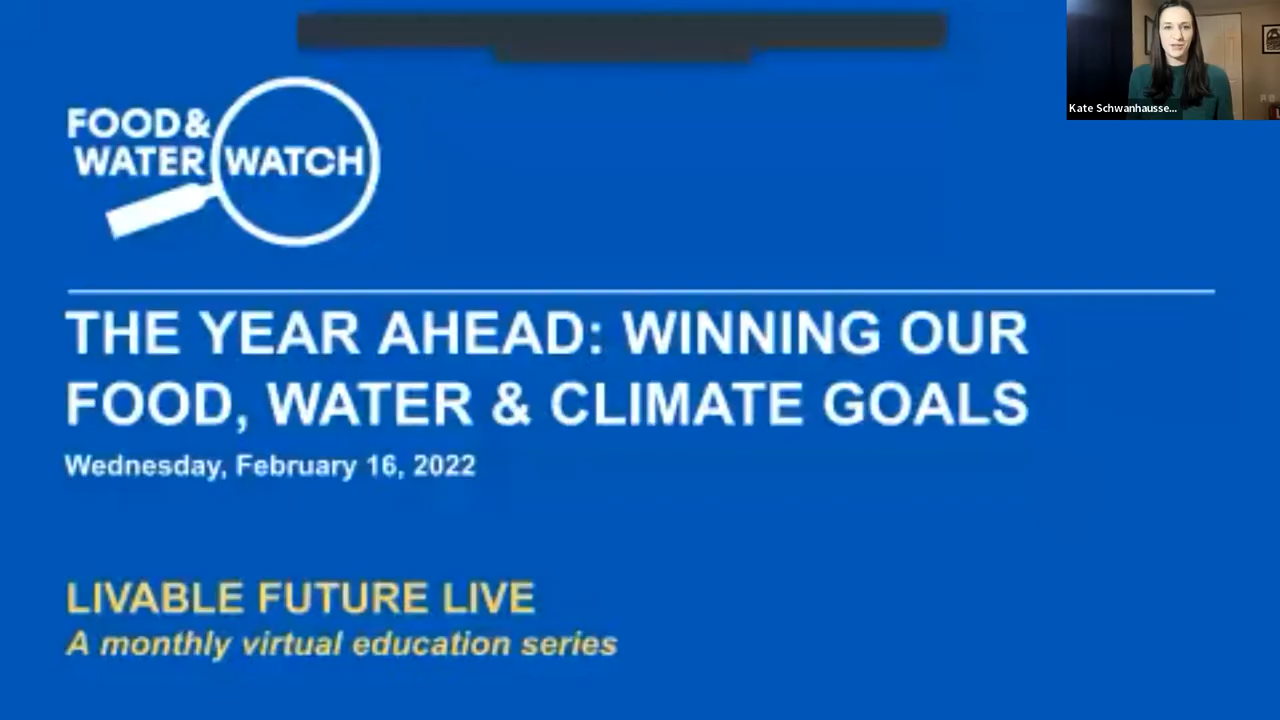 Kate Schwanhausse...
FOOD &
WATER WATCH
THE YEAR AHEAD: WINNING OUR
FOOD, WATER & CLIMATE GOALS
Wednesday, February 16, 2022
LIVABLE FUTURE LIVE
A monthly virtual education series